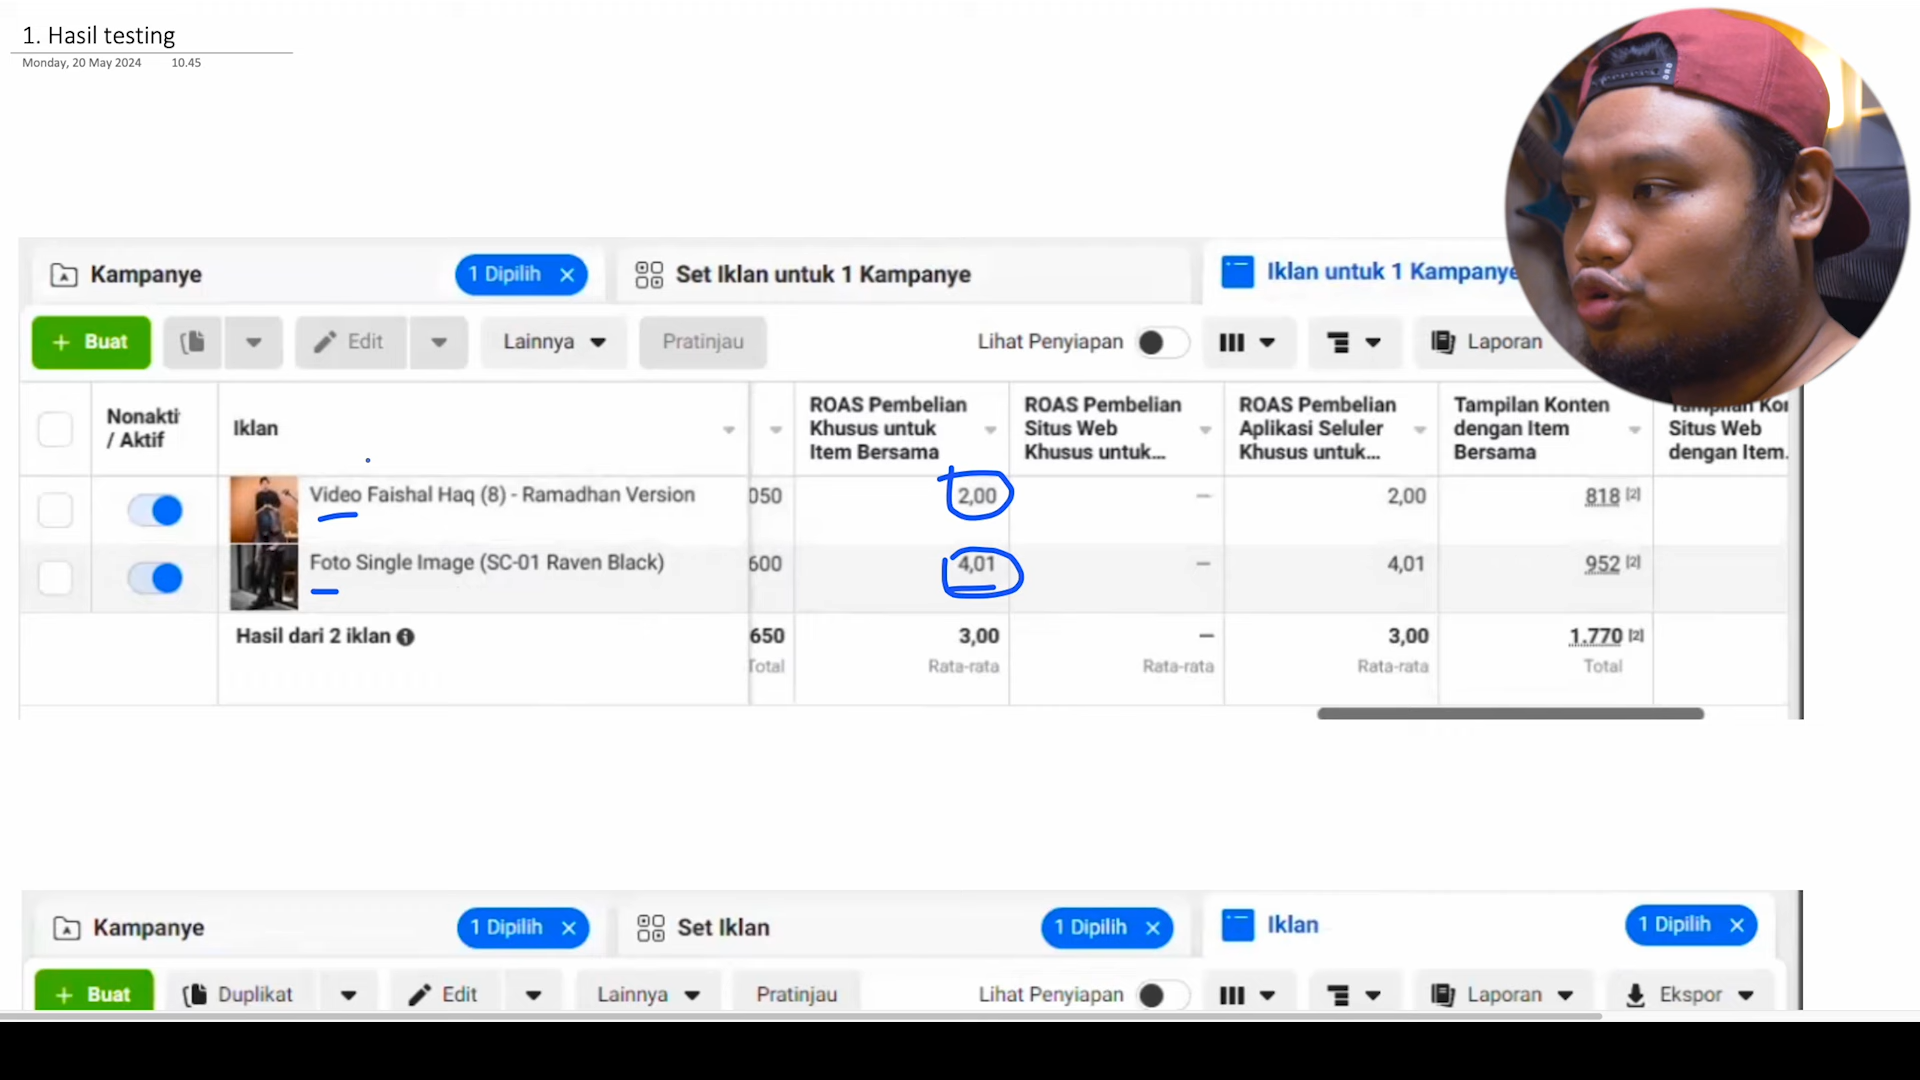 1. Hasil testing
Monday, 20 May 2024 10.45
Kampanye 1 Dipilih × Set Iklan untuk 1 Kampanye Iklan untuk 1 Kampanye
+ Buat Edit Lainnya Pratinjau Lihat Penyiapan Laporan
Nonakti
/ Aktif
Iklan
ROAS Pembelian
Khusus untuk
Item Bersama
ROAS Pembelian
Situs Web
Khusus untuk...
ROAS Pembelian
Aplikasi Seluler
Khusus untuk...
Tampilan Konten
dengan Item
Bersama
Tampilan Kon
Situs Web
dengan Item.
Video Faishal Haq (8) - Ramadhan Version 050 2,00 — 2,00 818 [2]
Foto Single Image (SC-01 Raven Black) 600 4,01 — 4,01 952 [2]
Hasil dari 2 iklan 650 3,00 — 3,00 1.770 [2]
Total Rata-rata Rata-rata Rata-rata Total
Kampanye 1 Dipilih × Set Iklan 1 Dipilih × Iklan 1 Dipilih ×
+ Buat Duplikat Edit Lainnya Pratinjau Lihat Penyiapan Laporan Ekspor